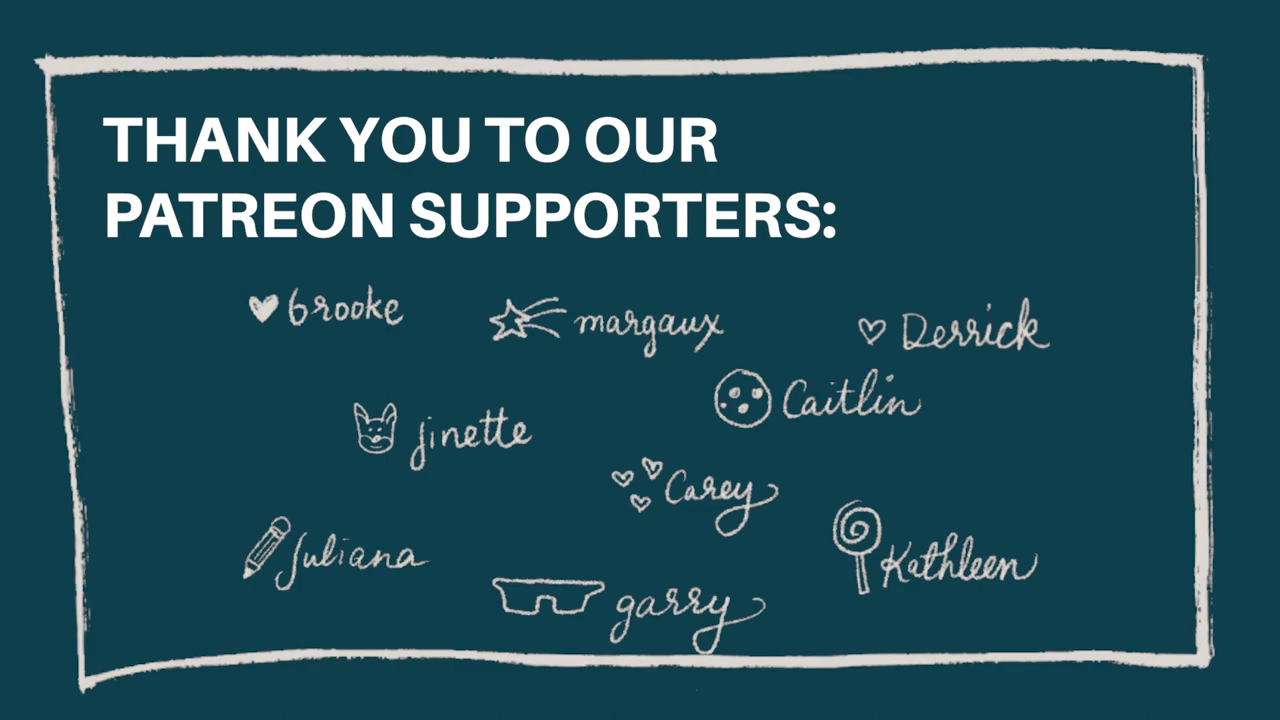 THANK YOU TO OUR
PATREON SUPPORTERS:
brooke
margaux
Derrick
Caitlin
jinette
Carey
Juliana
Kathleen
garry